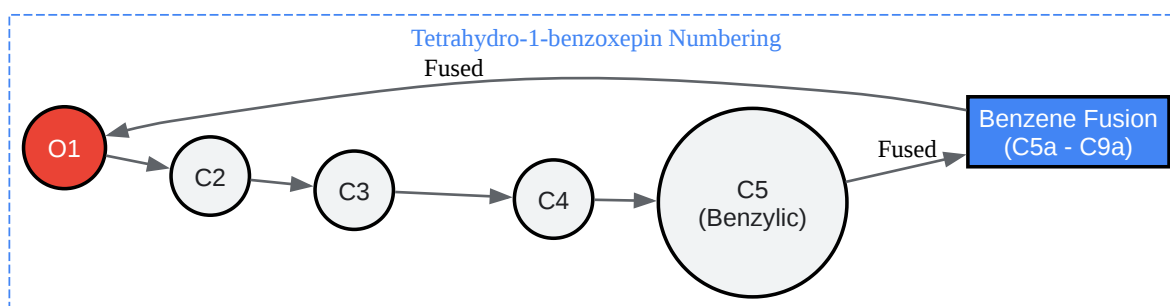 Tetrahydro-1-benzoxepin Numbering
Fused
O1
C2
C3
C4
C5
(Benzylic)
Fused
Benzene Fusion
(C5a - C9a)